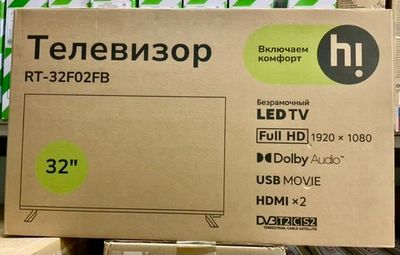 Телевизор
RT-32F02FB
Включаем
комфорт
hi
32"
Безрамочный
LED TV
Full HD 1920 × 1080
Dolby Audio™
USB MOVIE
HDMI ×2
DVB T2 C S2
TERRESTRIAL CABLE SATELLITE